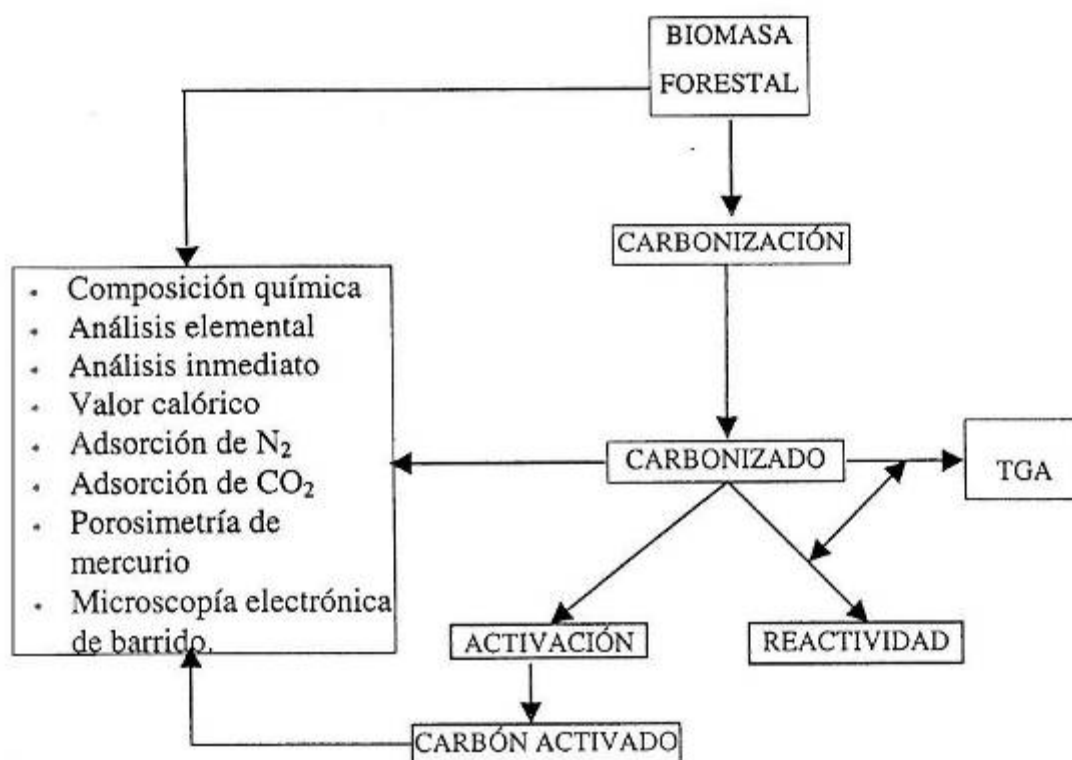 BIOMASA
FORESTAL
CARBONIZACIÓN
• Composición química
• Análisis elemental
• Análisis inmediato
• Valor calórico
• Adsorción de N₂
• Adsorción de CO₂
• Porosimetría de
mercurio
• Microscopía electrónica
de barrido.
CARBONIZADO
TGA
ACTIVACIÓN
REACTIVIDAD
CARBÓN ACTIVADO